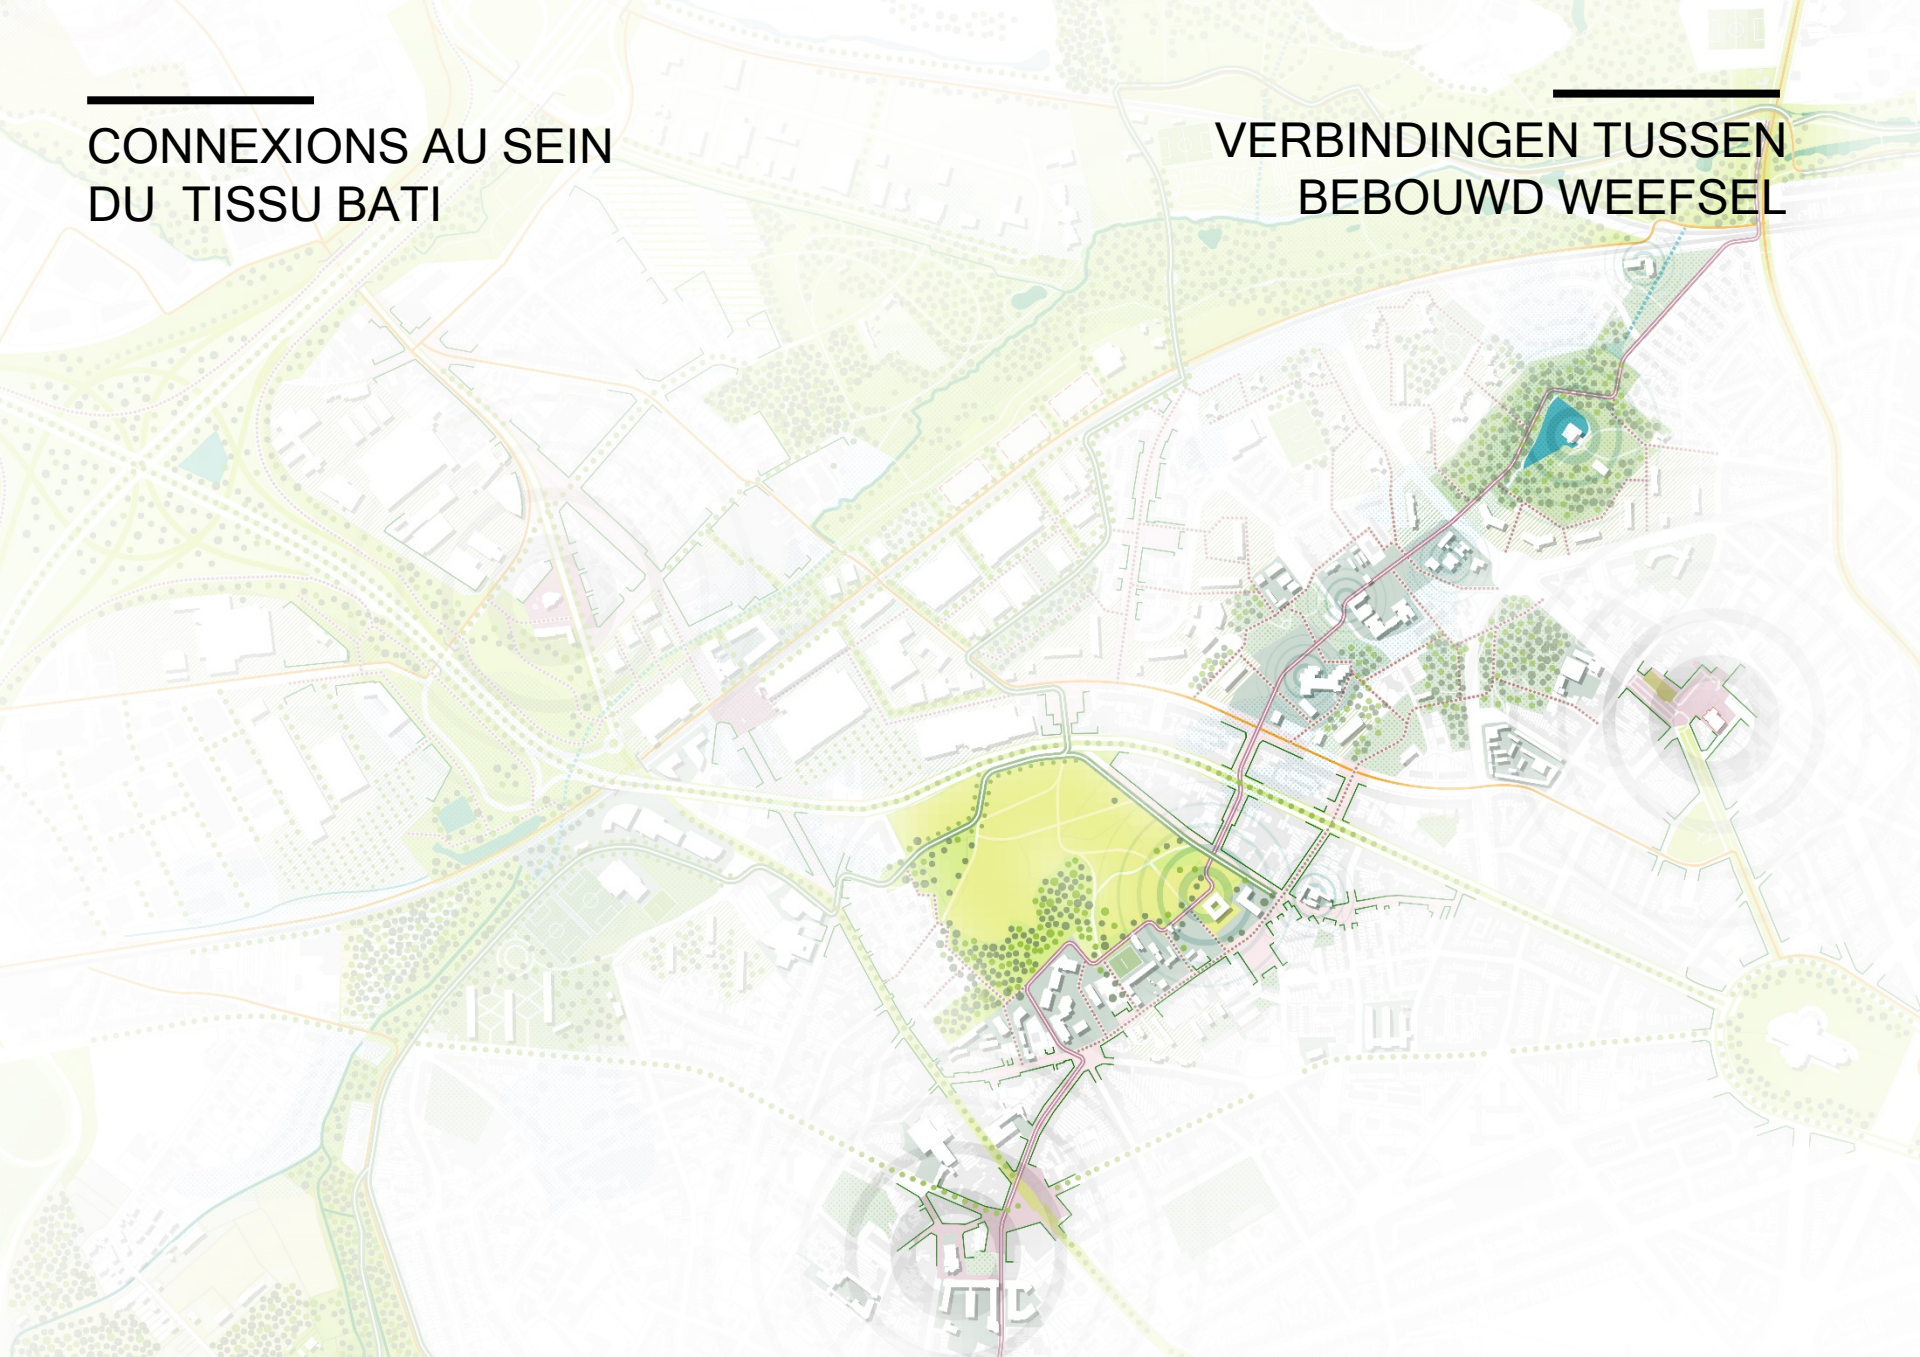 CONNEXIONS AU SEIN
DU TISSU BATI
VERBINDINGEN TUSSEN
BEBOUWD WEEFSEL